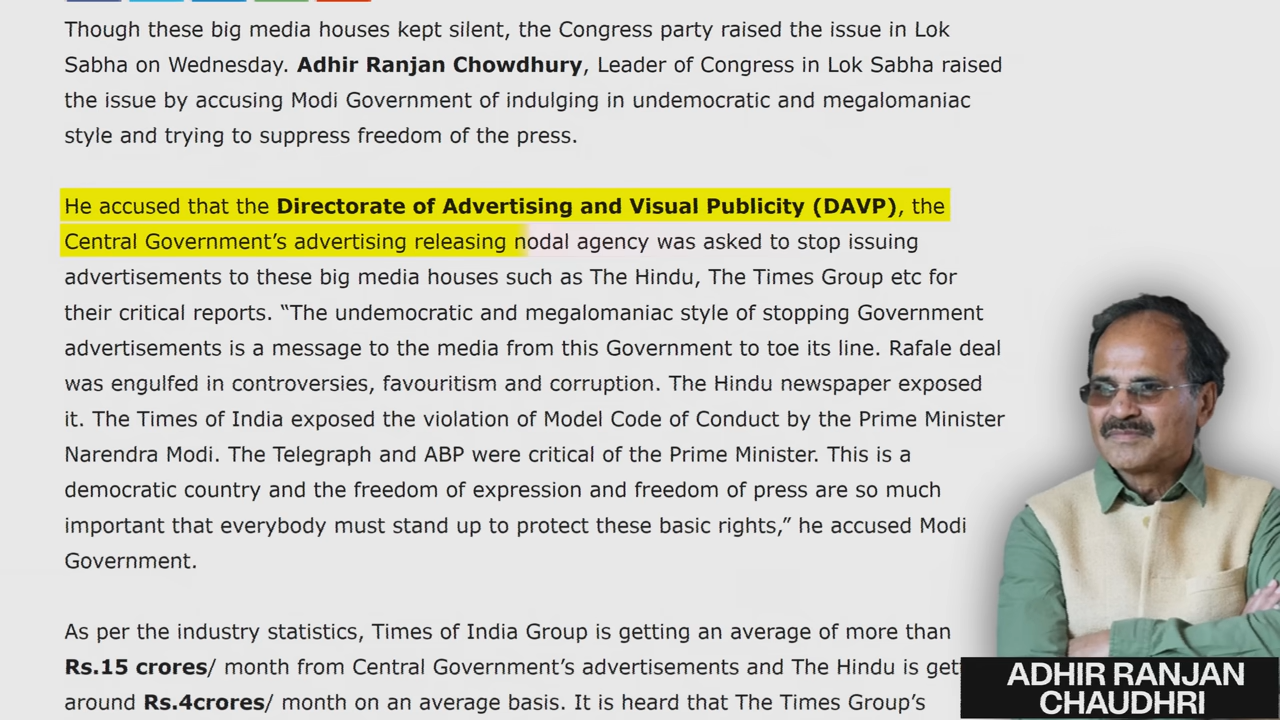 Though these big media houses kept silent, the Congress party raised the issue in Lok
Sabha on Wednesday. Adhir Ranjan Chowdhury, Leader of Congress in Lok Sabha raised
the issue by accusing Modi Government of indulging in undemocratic and megalomaniac
style and trying to suppress freedom of the press.
He accused that the Directorate of Advertising and Visual Publicity (DAVP), the
Central Government’s advertising releasing nodal agency was asked to stop issuing
advertisements to these big media houses such as The Hindu, The Times Group etc for
their critical reports. “The undemocratic and megalomaniac style of stopping Government
advertisements is a message to the media from this Government to toe its line. Rafale deal
was engulfed in controversies, favouritism and corruption. The Hindu newspaper exposed
it. The Times of India exposed the violation of Model Code of Conduct by the Prime Minister
Narendra Modi. The Telegraph and ABP were critical of the Prime Minister. This is a
democratic country and the freedom of expression and freedom of press are so much
important that everybody must stand up to protect these basic rights,” he accused Modi
Government.
As per the industry statistics, Times of India Group is getting an average of more than
Rs.15 crores/ month from Central Government’s advertisements and The Hindu is
around Rs.4crores/ month on an average basis. It is heard that The Times Group’s
ADHIR RANJAN
CHAUDHRI